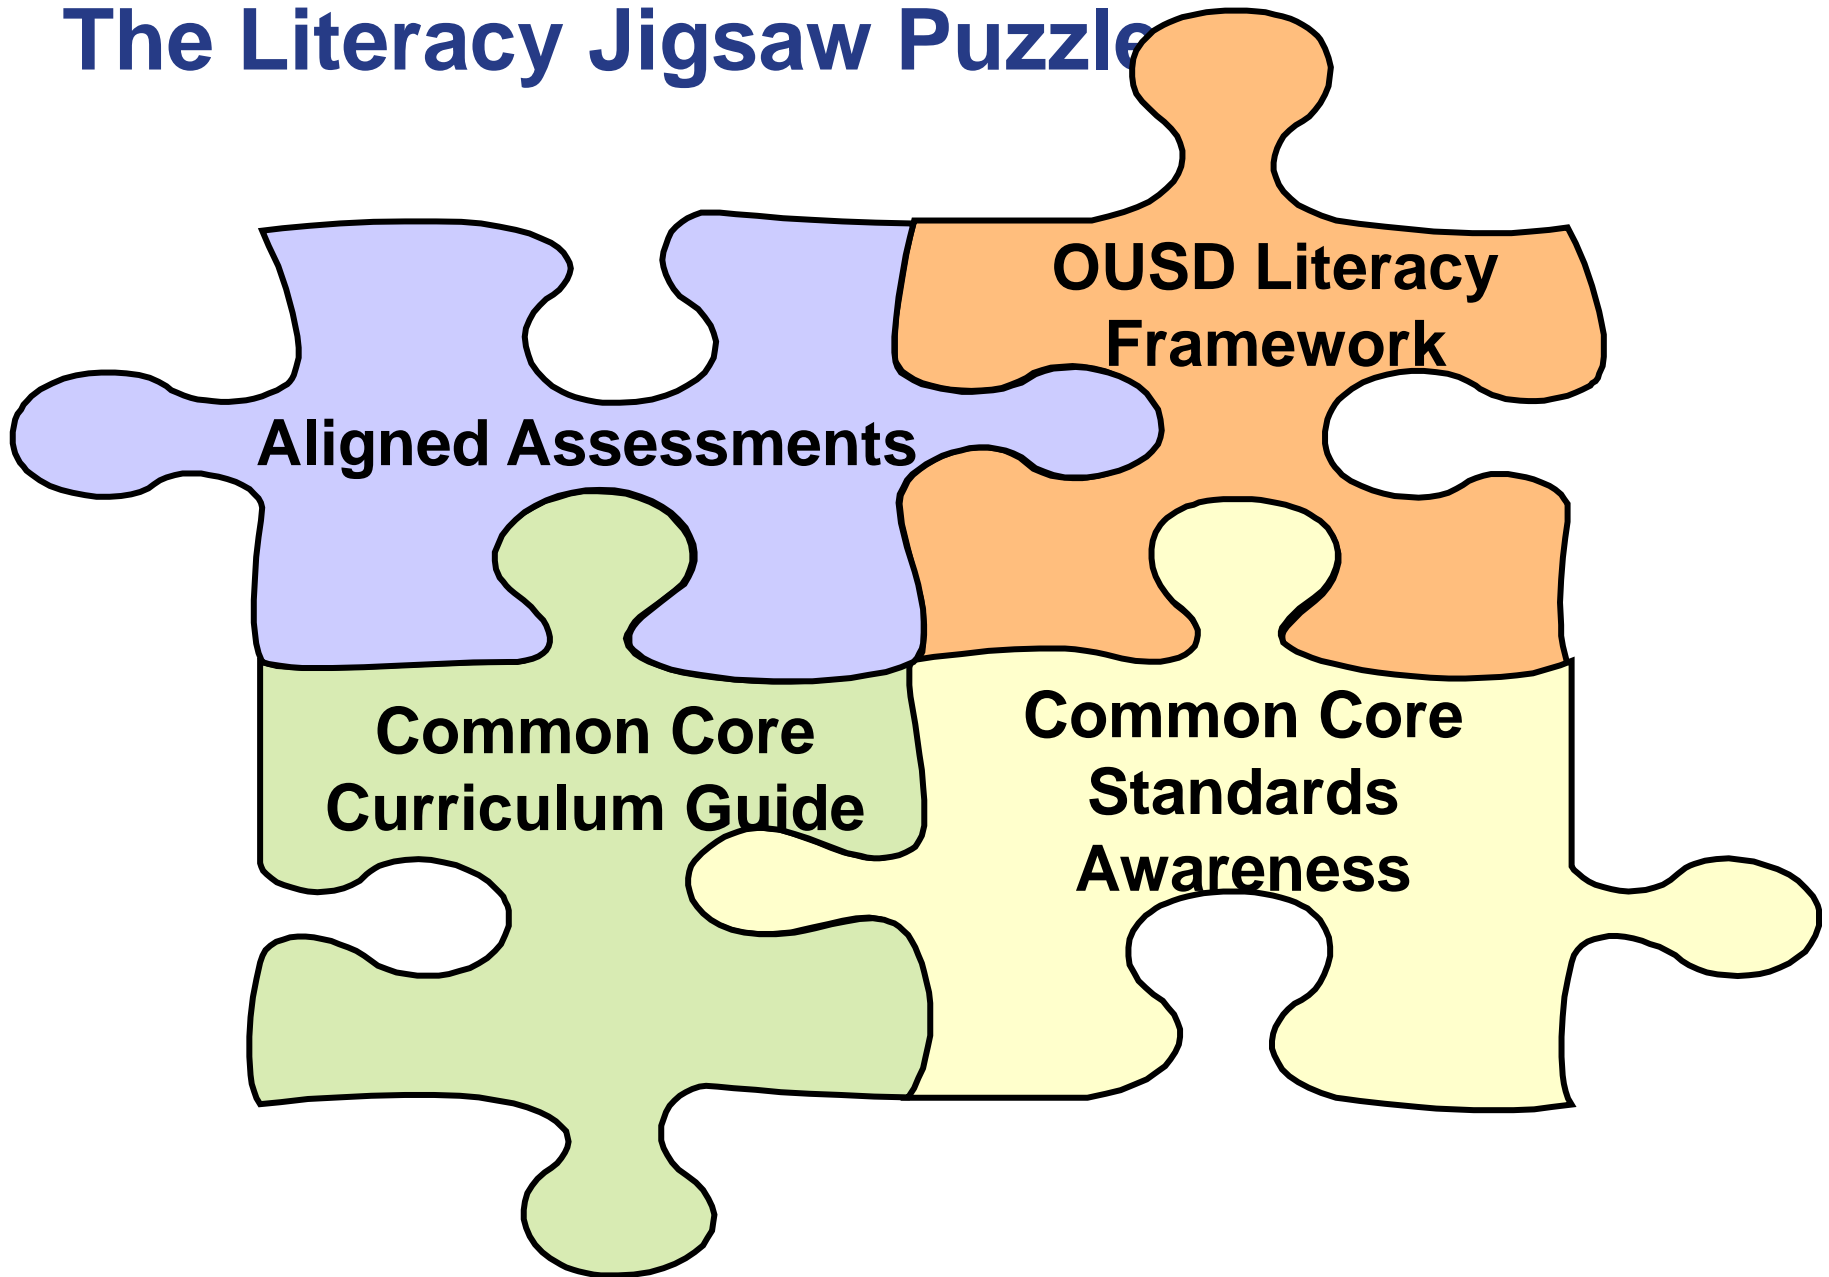 The Literacy Jigsaw Puzzle
OUSD Literacy
Framework
Aligned Assessments
Common Core
Curriculum Guide
Common Core
Standards
Awareness